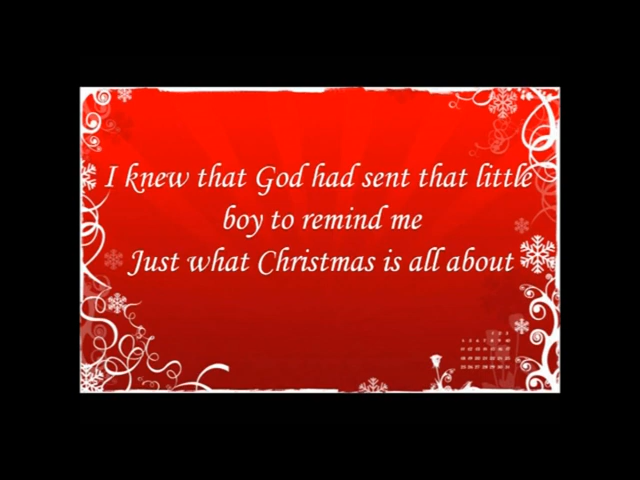 I knew that God had sent that little
boy to remind me
Just what Christmas is all about